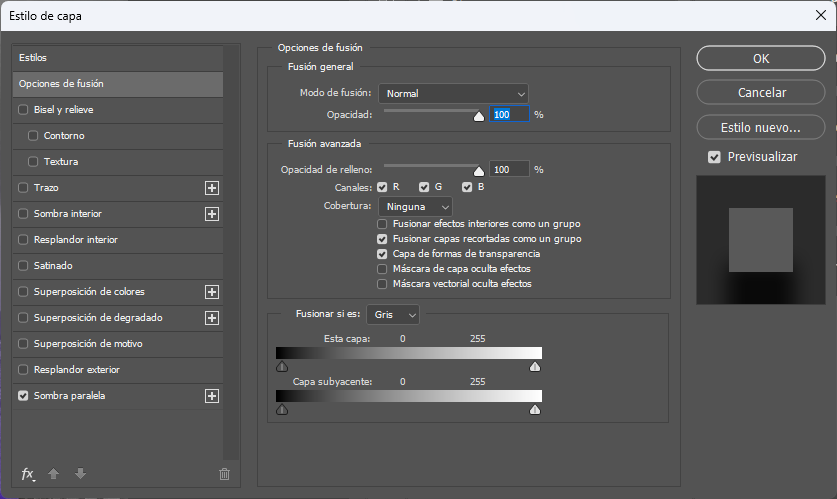 Estilo de capa
Estilos
Opciones de fusión
Bisel y relieve
Contorno
Textura
Trazo
Sombra interior
Resplandor interior
Satinado
Superposición de colores
Superposición de degradado
Superposición de motivo
Resplandor exterior
Sombra paralela
fx
Opciones de fusión
Fusión general
Modo de fusión: Normal
Opacidad: 100 %
Fusión avanzada
Opacidad de relleno: 100 %
Canales: R G B
Cobertura: Ninguna
Fusionar efectos interiores como un grupo
Fusionar capas recortadas como un grupo
Capa de formas de transparencia
Máscara de capa oculta efectos
Máscara vectorial oculta efectos
Fusionar si es: Gris
Esta capa: 0 255
Capa subyacente: 0 255
OK
Cancelar
Estilo nuevo...
Previsualizar